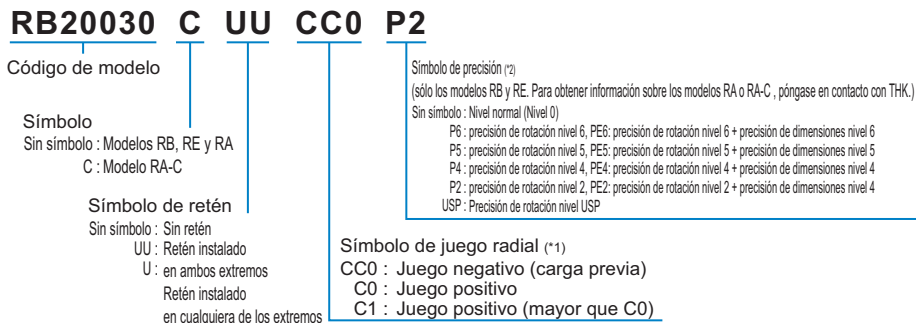 RB20030 C UU CC0 P2
Código de modelo
Símbolo
Sin símbolo : Modelos RB, RE y RA
C : Modelo RA-C
Símbolo de retén
Sin símbolo : Sin retén
UU : Retén instalado
U : en ambos extremos
Retén instalado
en cualquiera de los extremos
Símbolo de juego radial (*1)
CC0 : Juego negativo (carga previa)
C0 : Juego positivo
C1 : Juego positivo (mayor que C0)
Símbolo de precisión (*2)
(sólo los modelos RB y RE. Para obtener información sobre los modelos RA o RA-C , póngase en contacto con THK.)
Sin símbolo : Nivel normal (Nivel 0)
P6 : precisión de rotación nivel 6, PE6: precisión de rotación nivel 6 + precisión de dimensiones nivel 6
P5 : precisión de rotación nivel 5, PE5: precisión de rotación nivel 5 + precisión de dimensiones nivel 5
P4 : precisión de rotación nivel 4, PE4: precisión de rotación nivel 4 + precisión de dimensiones nivel 4
P2 : precisión de rotación nivel 2, PE2: precisión de rotación nivel 2 + precisión de dimensiones nivel 4
USP : Precisión de rotación nivel USP